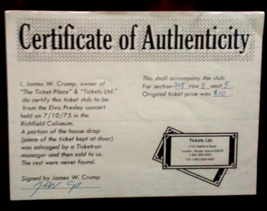 Certificate of Authenticity
I, James W. Crump, owner of
"The Ticket Place" & "Tickets Ltd."
do certify this ticket stub to be
from the Elvis Presley concert
held on 7/10/75 in the
Richfield Coliseum.
A portion of the house drop
(piece of the ticket kept at door)
was salvaged by a Ticketron
manager and then sold to us.
The rest were never found.
Signed by James W. Crump
This shall accompany the stub
For section row 2 seat 5
Original ticket price was $10
Tickets Ltd.